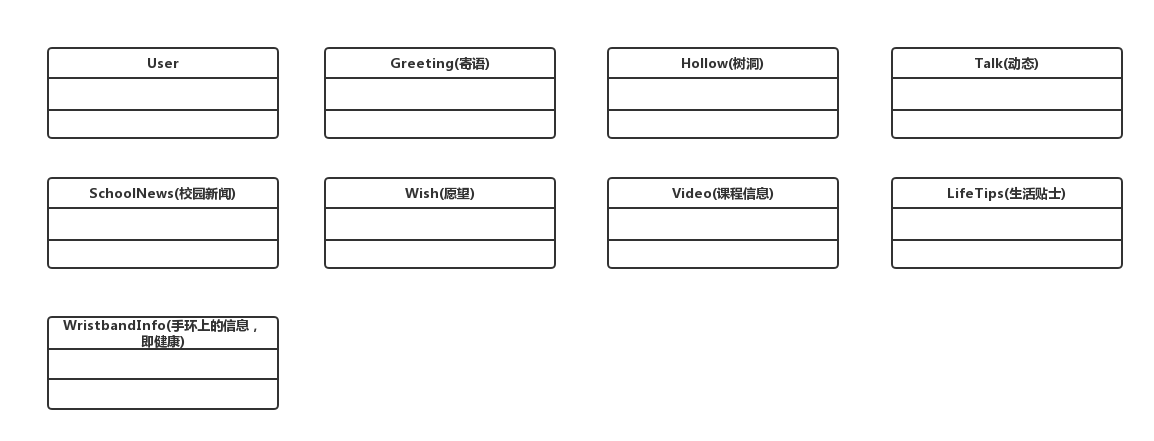 User
Greeting(寄语)
Hollow(树洞)
Talk(动态)
SchoolNews(校园新闻)
Wish(愿望)
Video(课程信息)
LifeTips(生活贴士)
WristbandInfo(手环上的信息，
即健康)